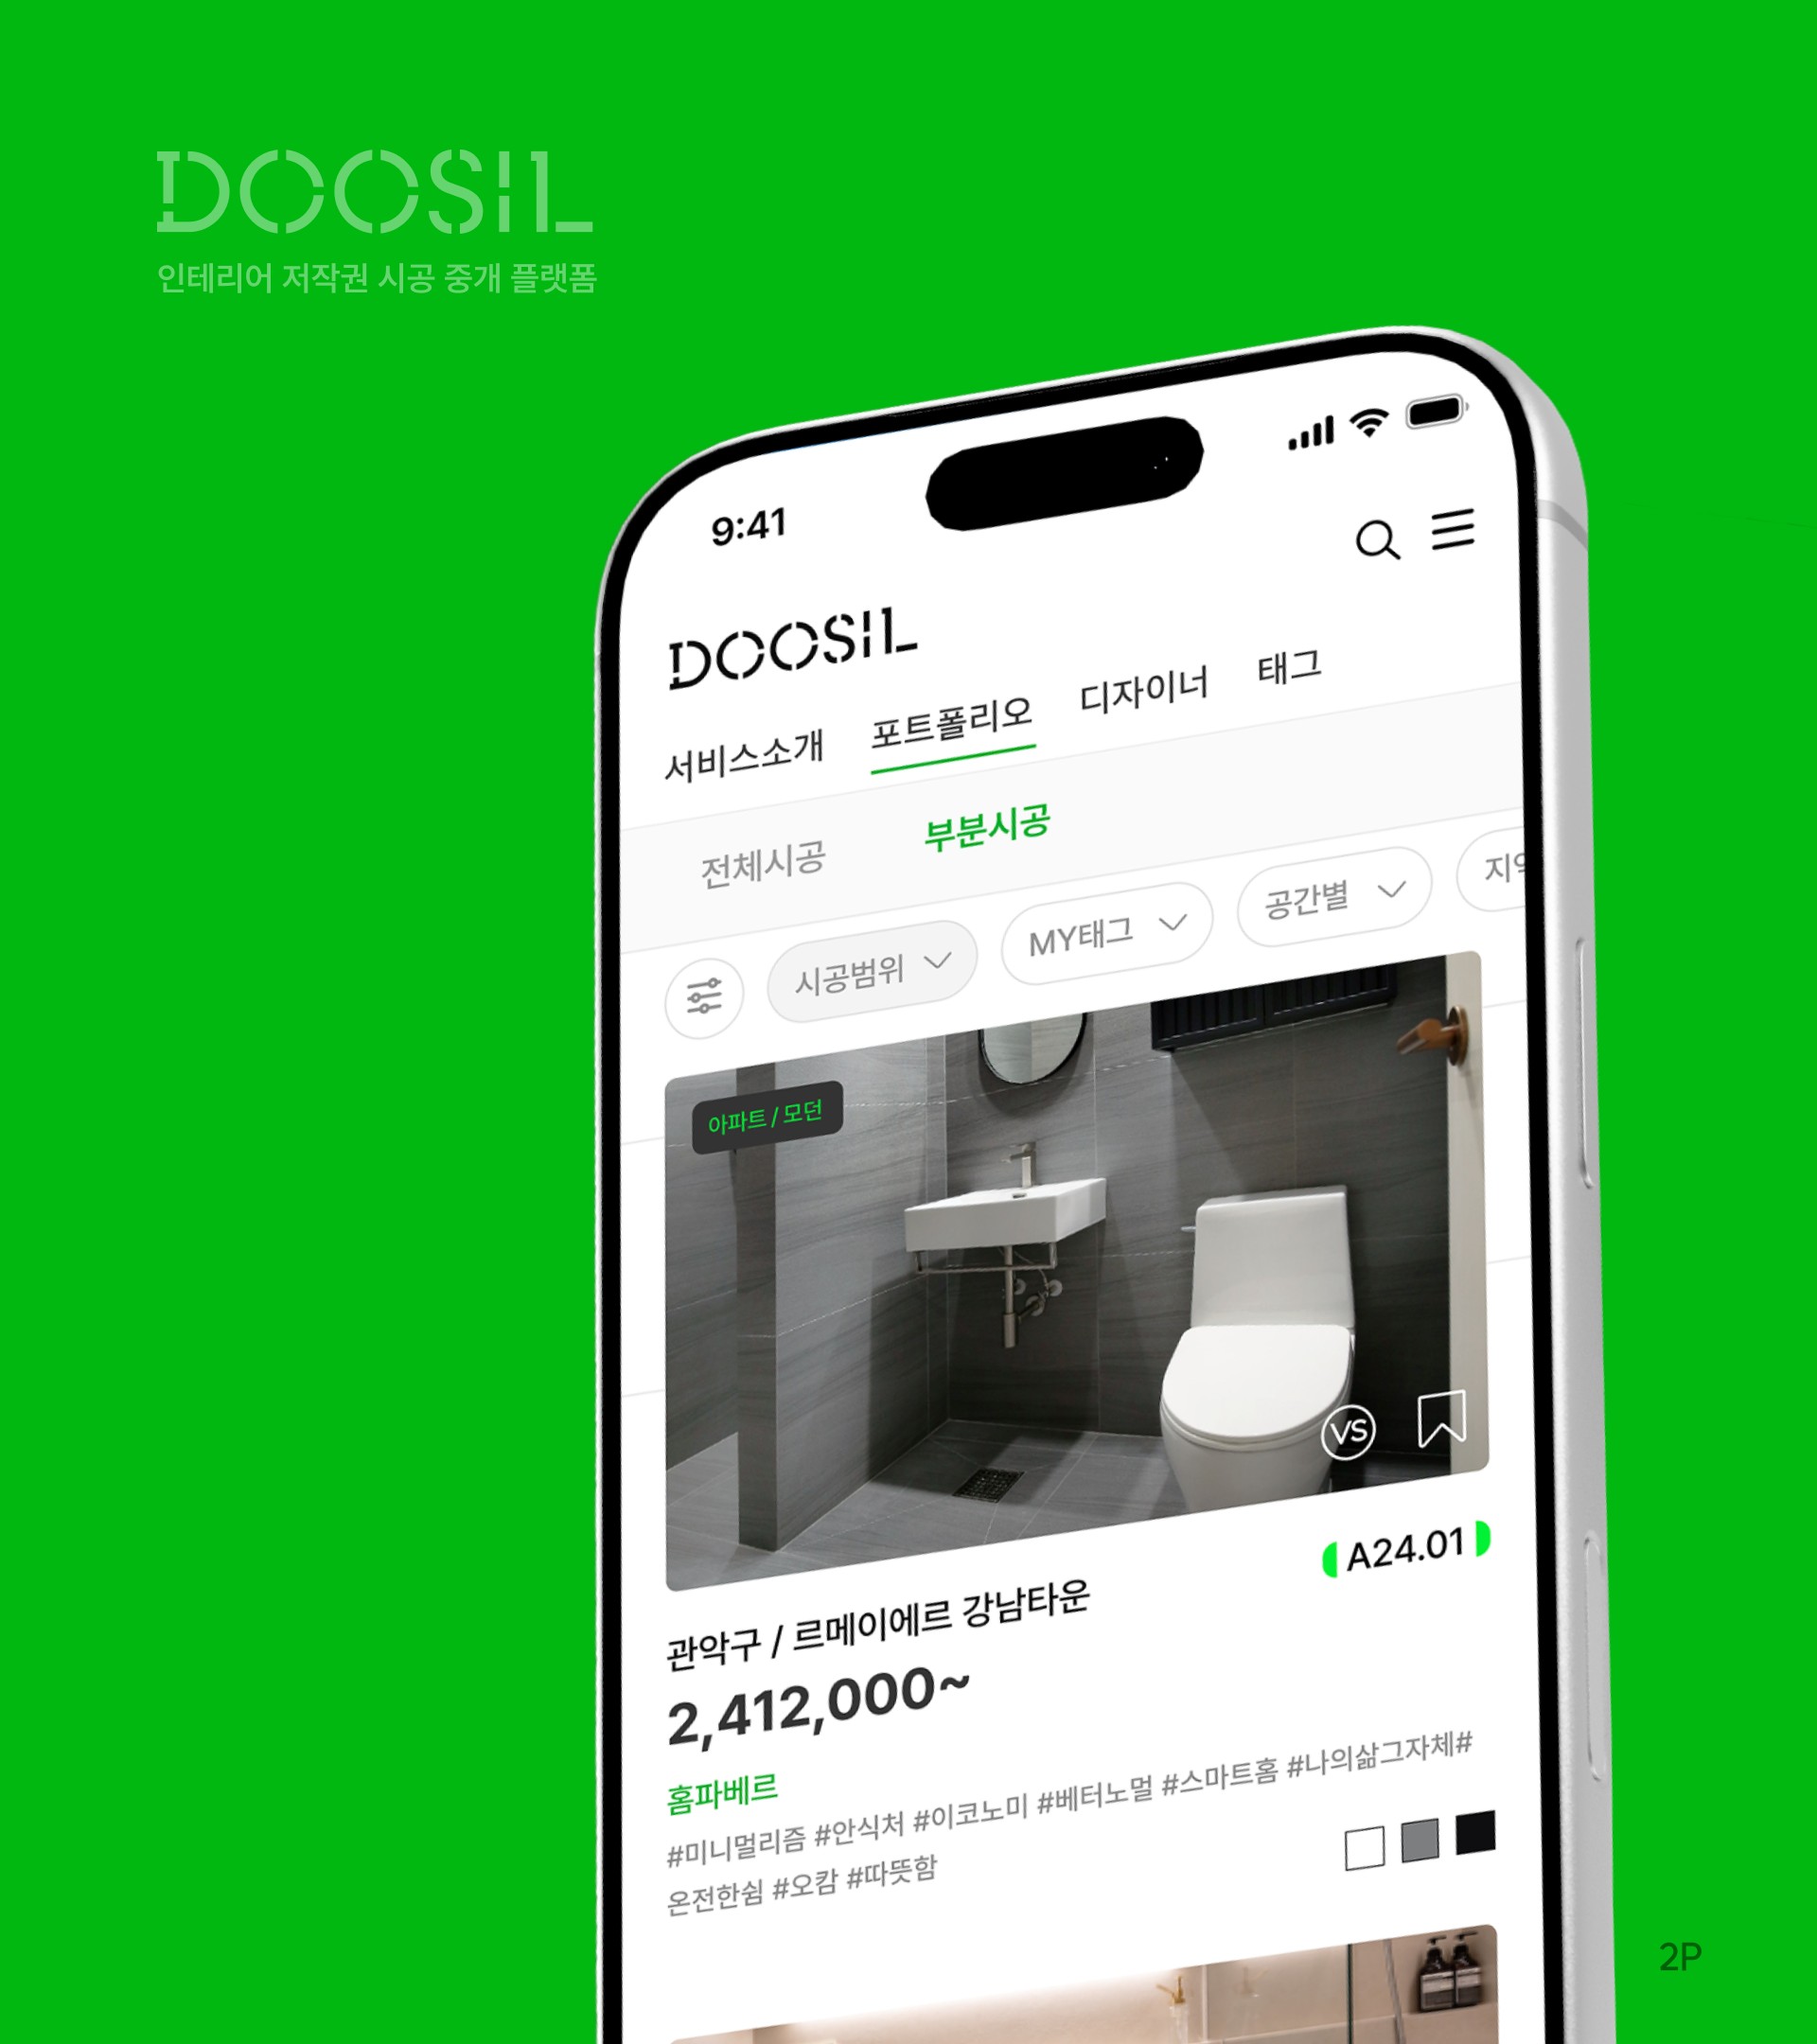 DOOSIL
인테리어 저작권 시공 중개 플랫폼
9:41
DOOSIL
서비스소개 포트폴리오 디자이너 태그
전체시공 부분시공
시공범위 MY태그 공간별
아파트 / 모던
VS
A24.01
관악구 / 르메이에르 강남타운
2,412,000~
홈파베르
#미니멀리즘 #안식처 #이코노미 #베터노멀 #스마트홈 #나의삶그자체#
온전한쉼 #오캄 #따뜻함
2P